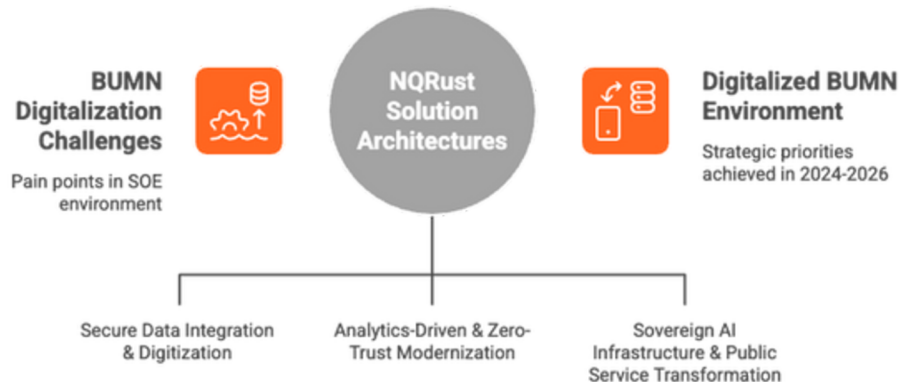 BUMN
Digitalization
Challenges
Pain points in SOE
environment
NQRust
Solution
Architectures
Digitalized BUMN
Environment
Strategic priorities
achieved in 2024-2026
Secure Data Integration
& Digitization
Analytics-Driven & Zero-
Trust Modernization
Sovereign AI
Infrastructure & Public
Service Transformation